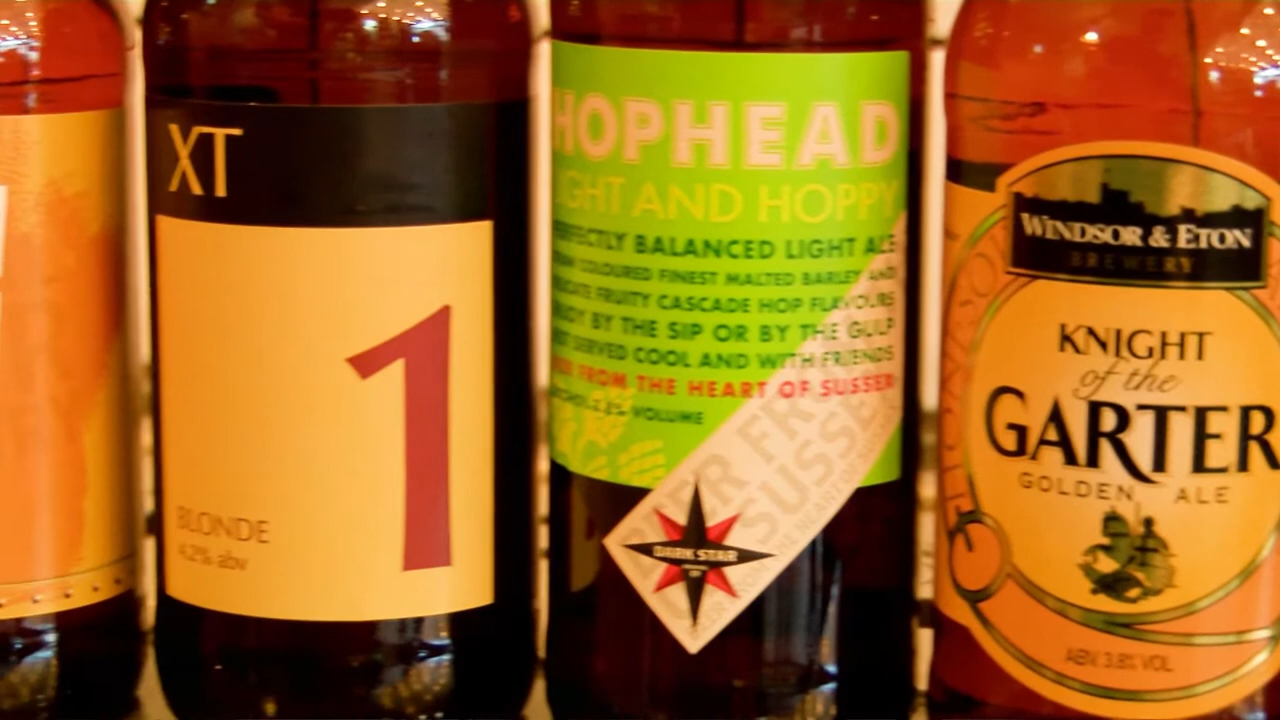 XT
1
BLONDE
4.2% abv
HOPHEAD
LIGHT AND HOPPY
PERFECTLY BALANCED LIGHT ALE
COLOURED FINEST MALTED BARLEY AND
FRUITY CASCADE HOP FLAVOURS
BY THE SIP OR BY THE GULP
SERVED COOL AND WITH FRIENDS
FROM THE HEART OF SUSSEX
VOLUME
SUSSEX
DARK STAR
WINDSOR & ETON
BREWERY
KNIGHT
of the
GARTER
GOLDEN ALE
ABV 3.8% VOL